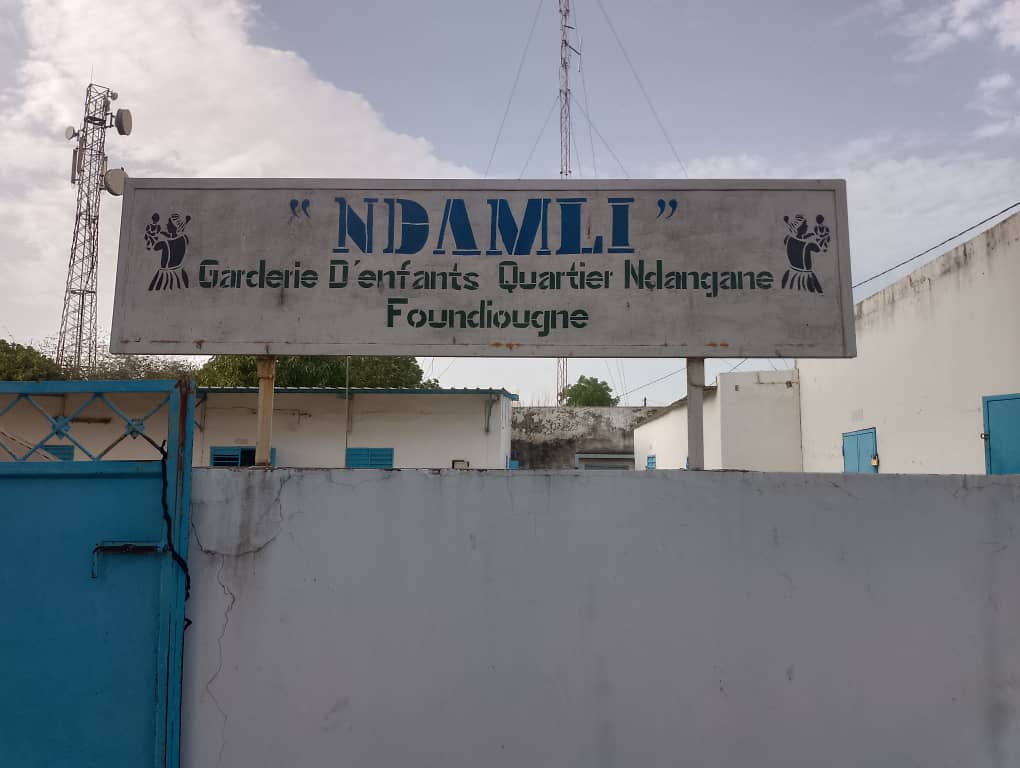 " NDAMLI "
Garderie D'enfants Quartier Ndangane
Foundiougne